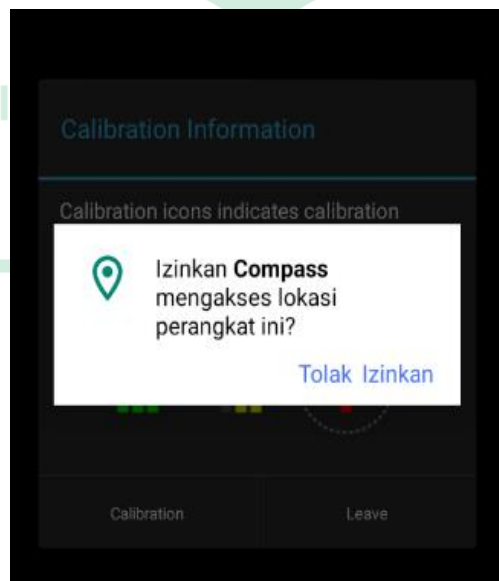 Calibration Information
Calibration icons indicates calibration
Izinkan Compass
mengakses lokasi
perangkat ini?
Tolak Izinkan
Calibration Leave